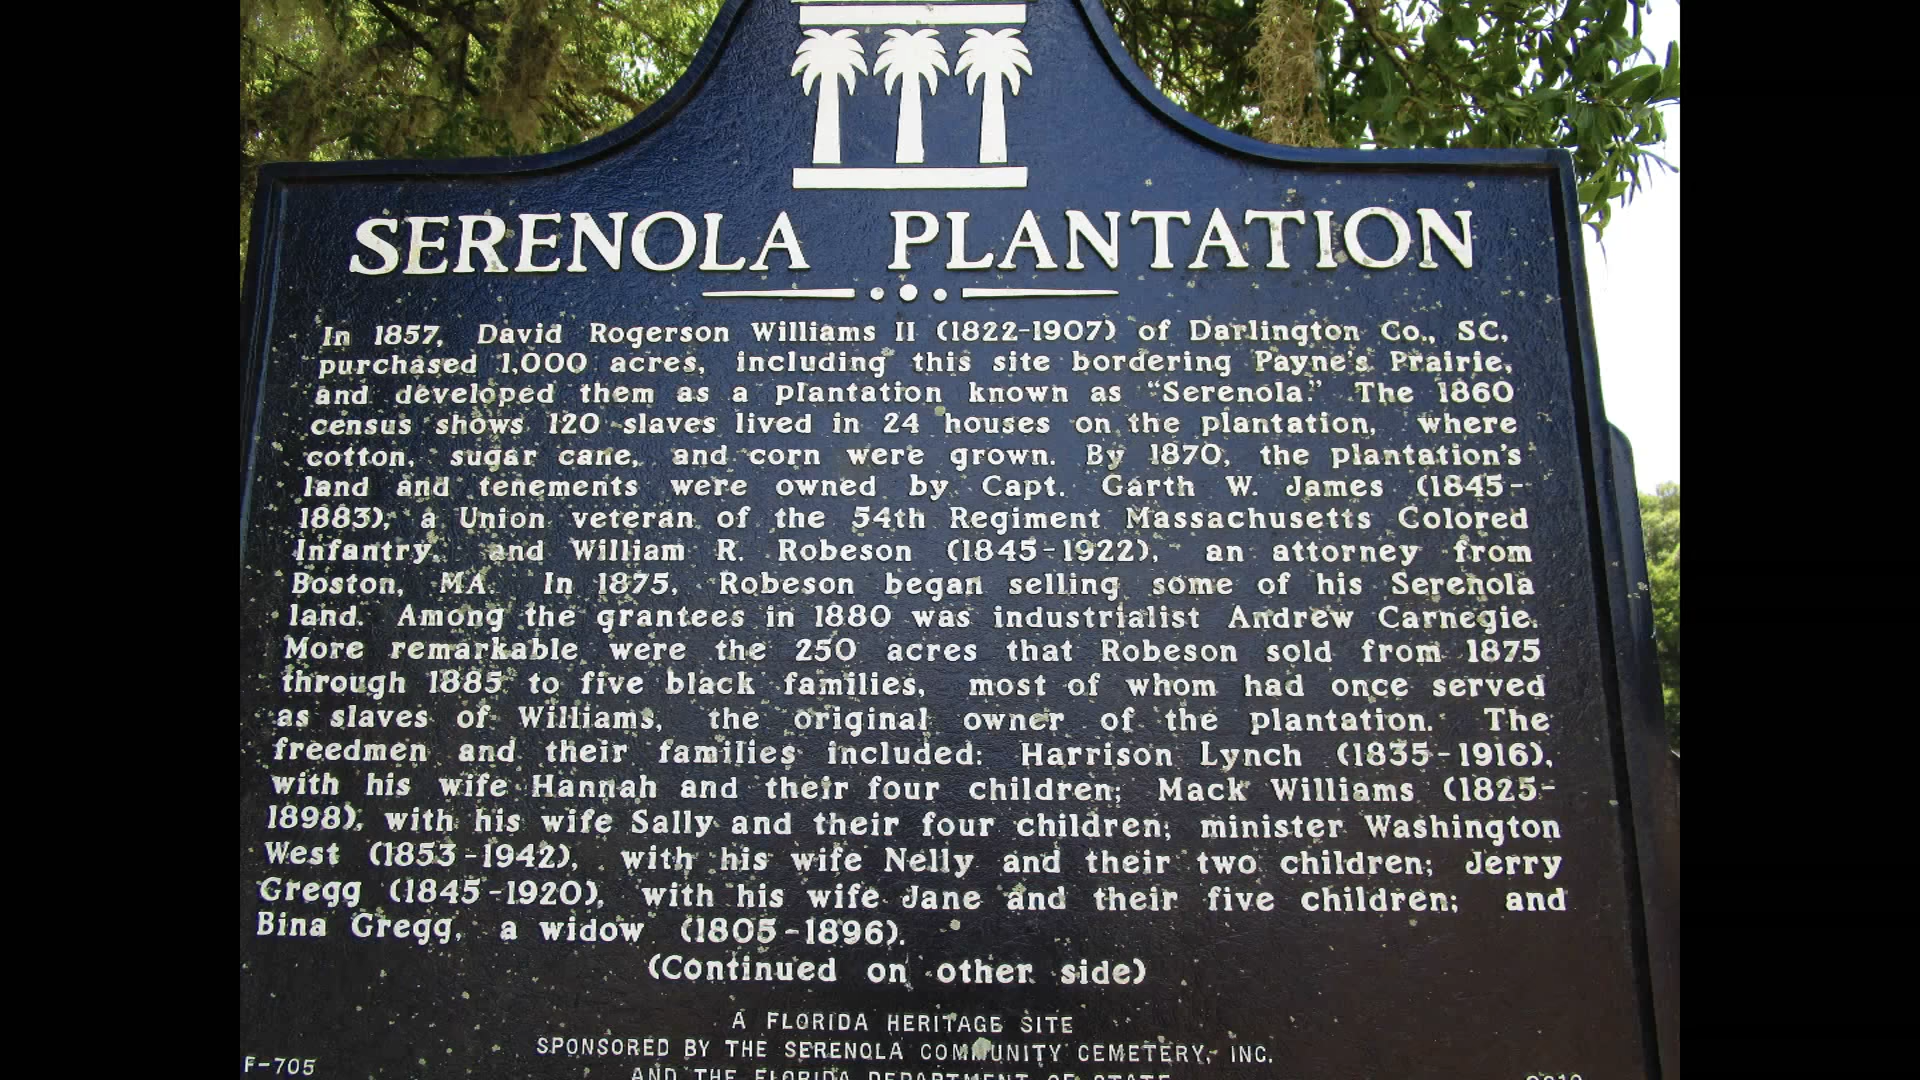 SERENOLA PLANTATION
In 1857, David Rogerson Williams II (1822-1907) of Darlington Co., SC,
purchased 1,000 acres, including this site bordering Payne's Prairie,
and developed them as a plantation known as "Serenola." The 1860
census shows 120 slaves lived in 24 houses on the plantation, where
cotton, sugar cane, and corn were grown. By 1870, the plantation's
land and tenements were owned by Capt. Garth W. James (1845-
1883), a Union veteran of the 54th Regiment Massachusetts Colored
Infantry, and William R. Robeson (1845-1922), an attorney from
Boston, MA. In 1875, Robeson began selling some of his Serenola
land. Among the grantees in 1880 was industrialist Andrew Carnegie.
More remarkable were the 250 acres that Robeson sold from 1875
through 1885 to five black families, most of whom had once served
as slaves of Williams, the original owner of the plantation. The
freedmen and their families included: Harrison Lynch (1835-1916),
with his wife Hannah and their four children; Mack Williams (1825-
1898), with his wife Sally and their four children; minister Washington
West (1853-1942), with his wife Nelly and their two children; Jerry
Gregg (1845-1920), with his wife Jane and their five children; and
Bina Gregg, a widow (1805-1896).
(Continued on other side)
A FLORIDA HERITAGE SITE
SPONSORED BY THE SERENOLA COMMUNITY CEMETERY, INC.
F-705
AND THE FLORIDA DEPARTMENT OF STATE